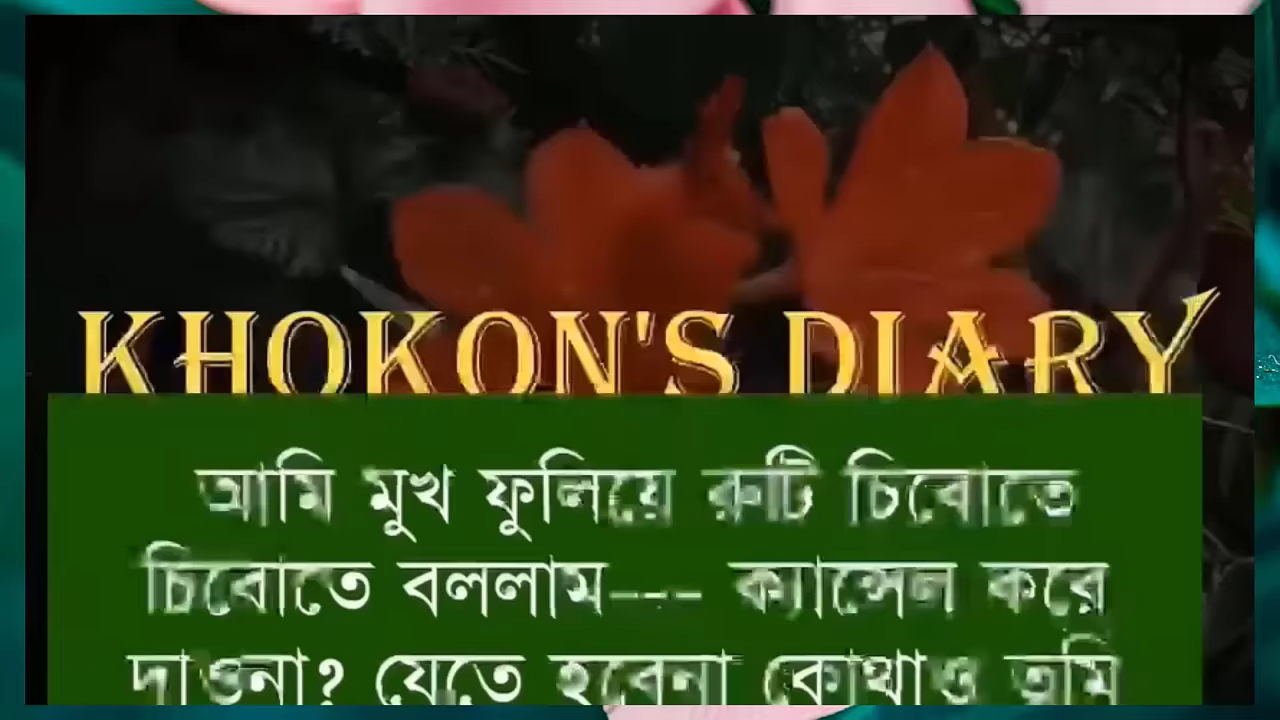 KHOKON'S DIARY
আমি মুখ ফুলিয়ে রুটি চিবোতে
চিবোতে বললাম--- ক্যান্সেল করে
দাওনা? যেতে হবেনা কোথাও তুমি